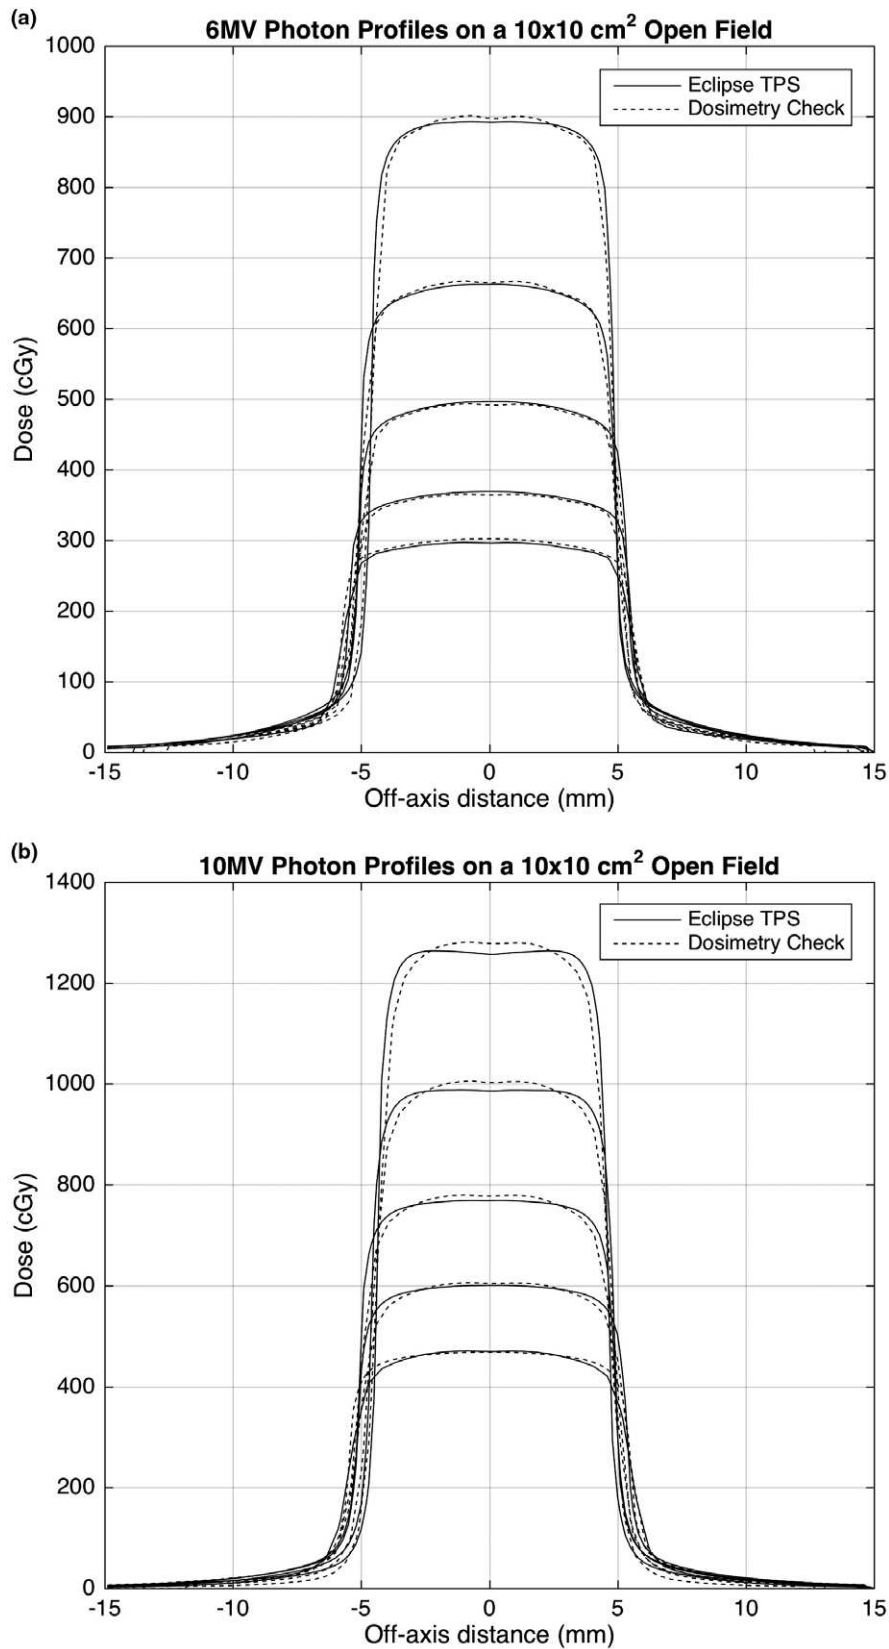 (a)
6MV Photon Profiles on a 10x10 cm² Open Field
1000
900
800
700
600
500
400
300
200
100
0
Dose (cGy)
Eclipse TPS
Dosimetry Check
-15 -10 -5 0 5 10 15
Off-axis distance (mm)
(b)
10MV Photon Profiles on a 10x10 cm² Open Field
1400
1200
1000
800
600
400
200
0
Dose (cGy)
Eclipse TPS
Dosimetry Check
-15 -10 -5 0 5 10 15
Off-axis distance (mm)